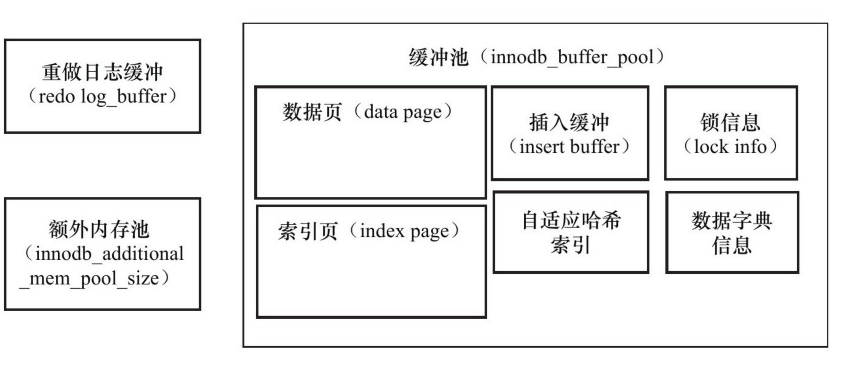 重做日志缓冲
（redo log_buffer）
额外内存池
（innodb_additional
_mem_pool_size）
缓冲池（innodb_buffer_pool）
数据页（data page）
插入缓冲
（insert buffer）
锁信息
（lock info）
索引页（index page）
自适应哈希
索引
数据字典
信息